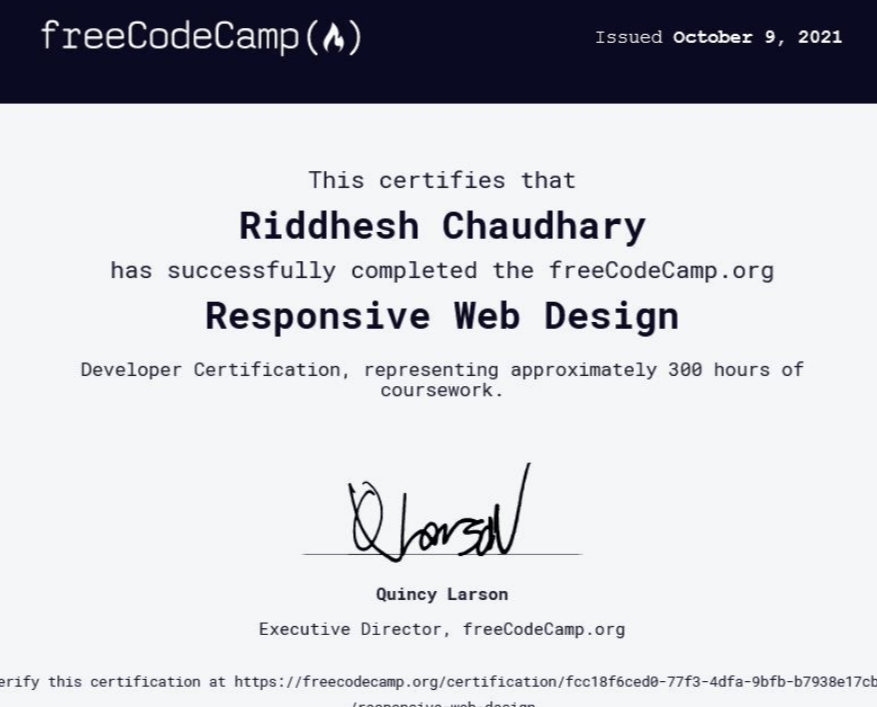 freeCodeCamp(🔥)
Issued October 9, 2021
This certifies that
Riddhesh Chaudhary
has successfully completed the freeCodeCamp.org
Responsive Web Design
Developer Certification, representing approximately 300 hours of
coursework.
QLarson
Quincy Larson
Executive Director, freeCodeCamp.org
erify this certification at https://freecodecamp.org/certification/fcc18f6ced0-77f3-4dfa-9bfb-b7938e17cb
/responsive-web-design